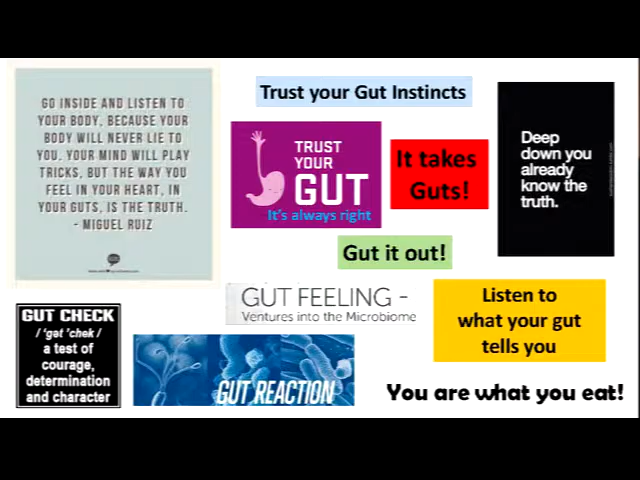 GO INSIDE AND LISTEN TO
YOUR BODY, BECAUSE YOUR
BODY WILL NEVER LIE TO
YOU. YOUR MIND WILL PLAY
TRICKS, BUT THE WAY YOU
FEEL IN YOUR HEART, IN
YOUR GUTS, IS THE TRUTH.
- MIGUEL RUIZ
Trust your Gut Instincts
TRUST
YOUR
GUT
It's always right
It takes
Guts!
Deep
down you
already
know the
truth.
Gut it out!
GUT FEELING -
Ventures into the Microbiome
Listen to
what your gut
tells you
GUT CHECK
/ 'gət 'chek /
a test of
courage,
determination
and character
GUT REACTION
You are what you eat!